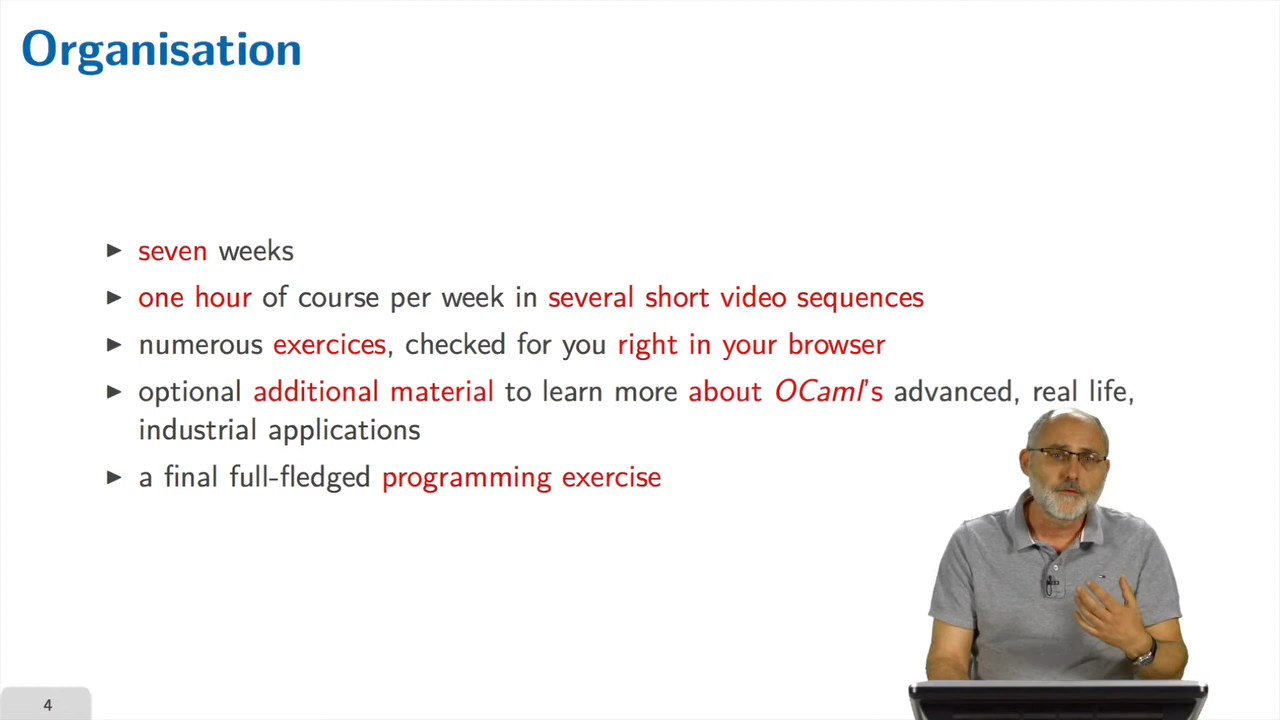 Organisation
▶ seven weeks
▶ one hour of course per week in several short video sequences
▶ numerous exercices, checked for you right in your browser
▶ optional additional material to learn more about OCaml's advanced, real life,
industrial applications
▶ a final full-fledged programming exercise
4